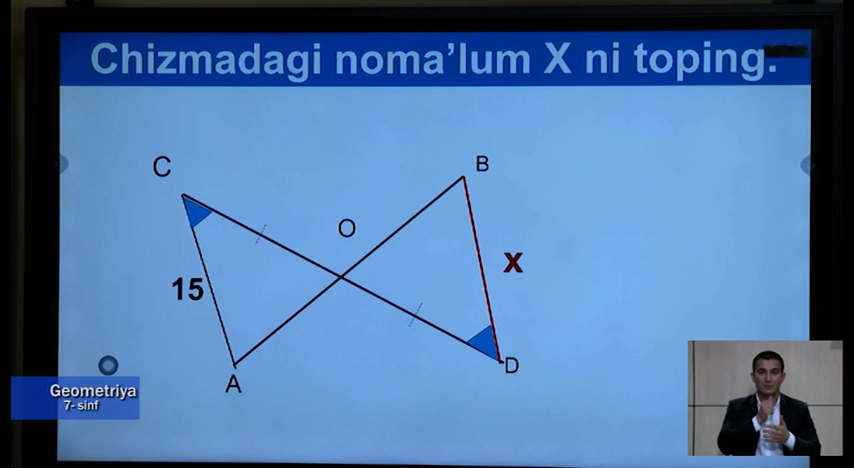 Chizmadagi noma’lum X ni toping.
C
B
O
X
15
A
D
Geometriya
7- sinf